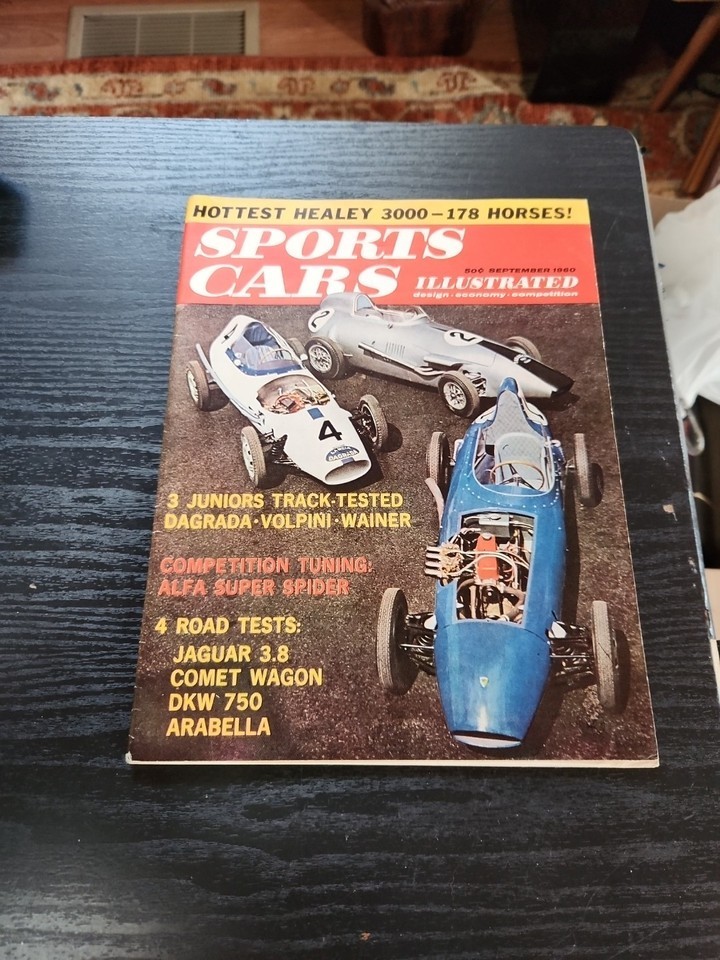 HOTTEST HEALEY 3000–178 HORSES!
SPORTS
CARS
50¢ SEPTEMBER 1960
ILLUSTRATED
design · economy · competition
2
2
4
DAGRADA
3 JUNIORS TRACK-TESTED
DAGRADA · VOLPINI · WAINER
COMPETITION TUNING:
ALFA SUPER SPIDER
4 ROAD TESTS:
JAGUAR 3.8
COMET WAGON
DKW 750
ARABELLA